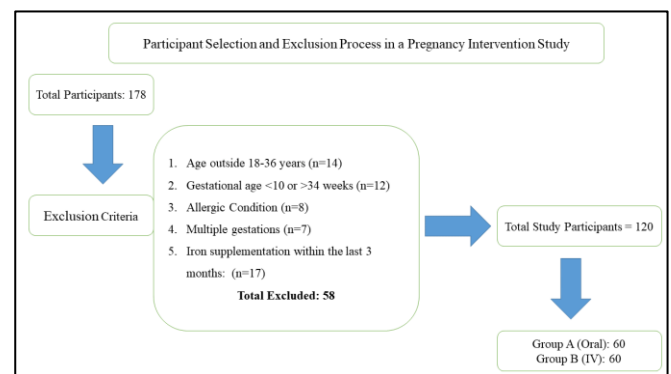 Participant Selection and Exclusion Process in a Pregnancy Intervention Study
Total Participants: 178
Exclusion Criteria
1. Age outside 18-36 years (n=14)
2. Gestational age <10 or >34 weeks (n=12)
3. Allergic Condition (n=8)
4. Multiple gestations (n=7)
5. Iron supplementation within the last 3
months: (n=17)
Total Excluded: 58
Total Study Participants = 120
Group A (Oral): 60
Group B (IV): 60